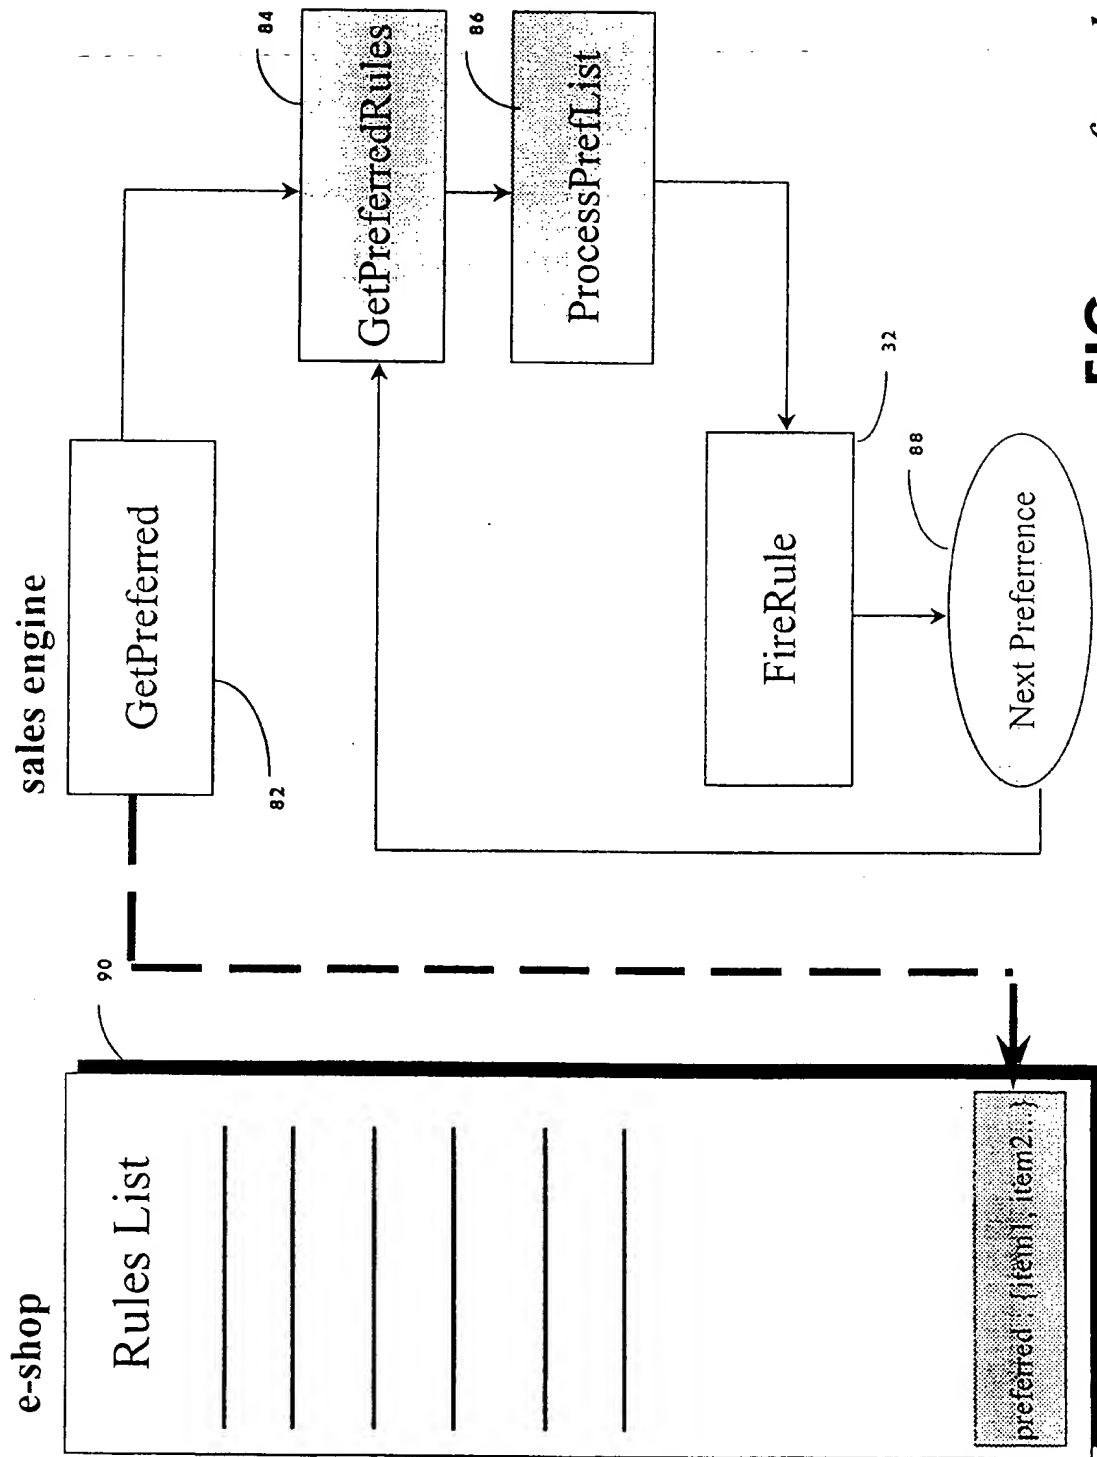 e-shop
Rules List
preferred : {item1, item2...}
90
sales engine
GetPreferred
82
GetPreferredRules
84
ProcessPrefList
86
FireRule
32
Next Preferrence
88